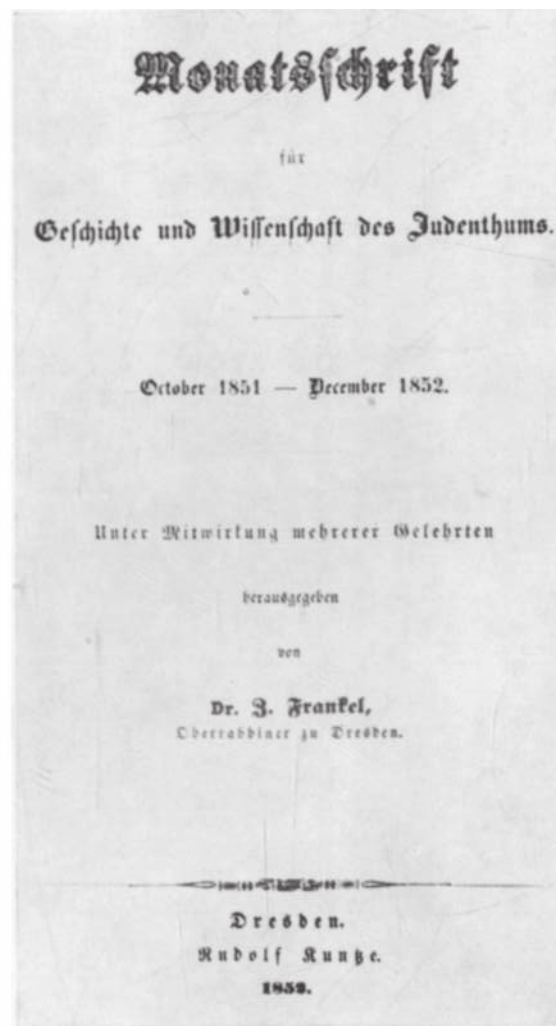 Monatsschrift
für
Geschichte und Wissenschaft des Judenthums.
October 1851 — December 1852.
Unter Mitwirkung mehrerer Gelehrten
herausgegeben
von
Dr. Z. Frankel,
Oberrabbiner zu Dresden.
Dresden.
Rudolf Kuntze.
1852.